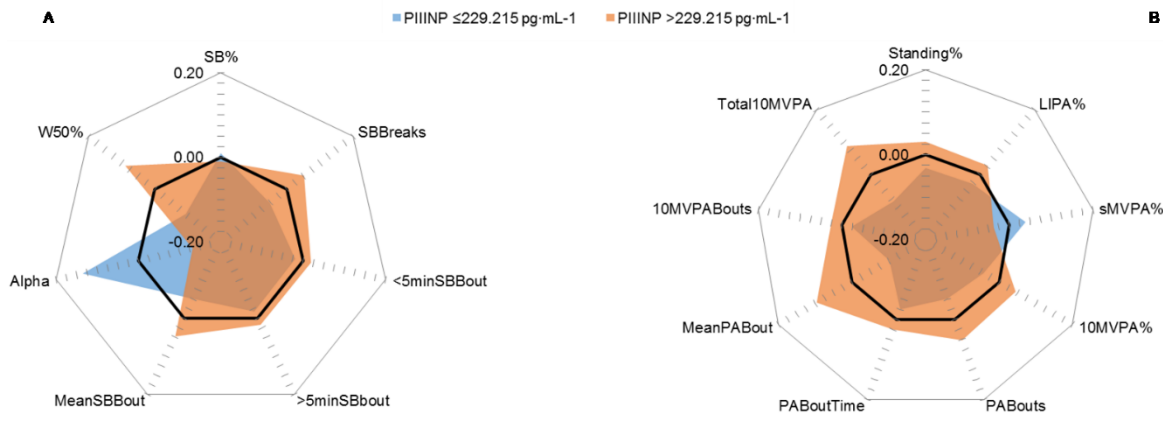 A
PIIINP ≤229.215 pg·mL-1
PIIINP >229.215 pg·mL-1
B
SB%
0.20
SBBreaks
<5minSBBout
>5minSBbout
MeanSBBout
Alpha
W50%
0.00
-0.20
Standing%
0.20
LIPA%
sMVPA%
10MVPA%
PABouts
PABoutTime
MeanPABout
10MVPABouts
Total10MVPA
0.00
-0.20